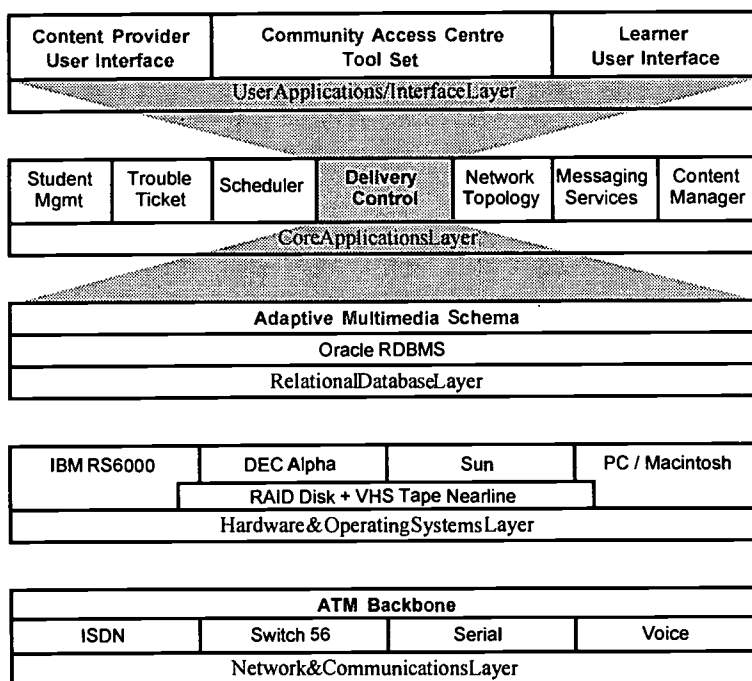 Content Provider
User Interface
Community Access Centre
Tool Set
Learner
User Interface
UserApplications/InterfaceLayer
Student
Mgmt
Trouble
Ticket
Scheduler
Delivery
Control
Network
Topology
Messaging
Services
Content
Manager
CoreApplicationsLayer
Adaptive Multimedia Schema
Oracle RDBMS
RelationalDatabaseLayer
IBM RS6000
DEC Alpha
Sun
PC / Macintosh
RAID Disk + VHS Tape Nearline
Hardware&OperatingSystemsLayer
ATM Backbone
ISDN
Switch 56
Serial
Voice
Network&CommunicationsLayer